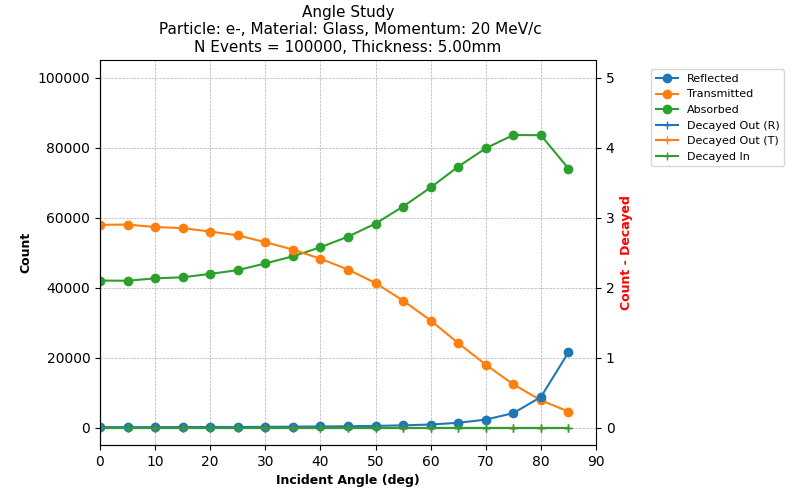 Angle Study
Particle: e-, Material: Glass, Momentum: 20 MeV/c
N Events = 100000, Thickness: 5.00mm
100000
80000
60000
40000
20000
0
Count
5
4
3
2
1
0
Count - Decayed
0 10 20 30 40 50 60 70 80 90
Incident Angle (deg)
Reflected
Transmitted
Absorbed
Decayed Out (R)
Decayed Out (T)
Decayed In